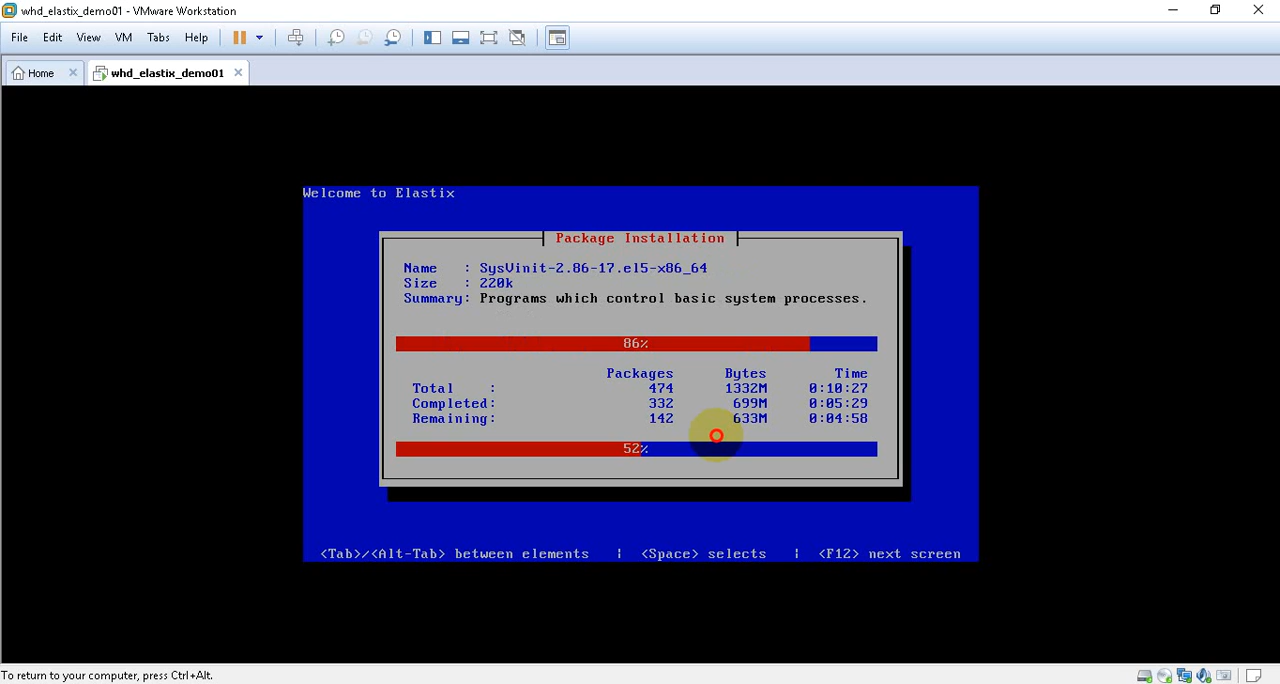 whd_elastix_demo01 - VMware Workstation
File Edit View VM Tabs Help
Home whd_elastix_demo01
Welcome to Elastix
Package Installation
Name : SysVinit-2.86-17.el5-x86_64
Size : 220k
Summary: Programs which control basic system processes.
86%
Packages Bytes Time
Total : 474 1332M 0:10:27
Completed: 332 699M 0:05:29
Remaining: 142 633M 0:04:58
52%
<Tab>/<Alt-Tab> between elements | <Space> selects | <F12> next screen
To return to your computer, press Ctrl+Alt.